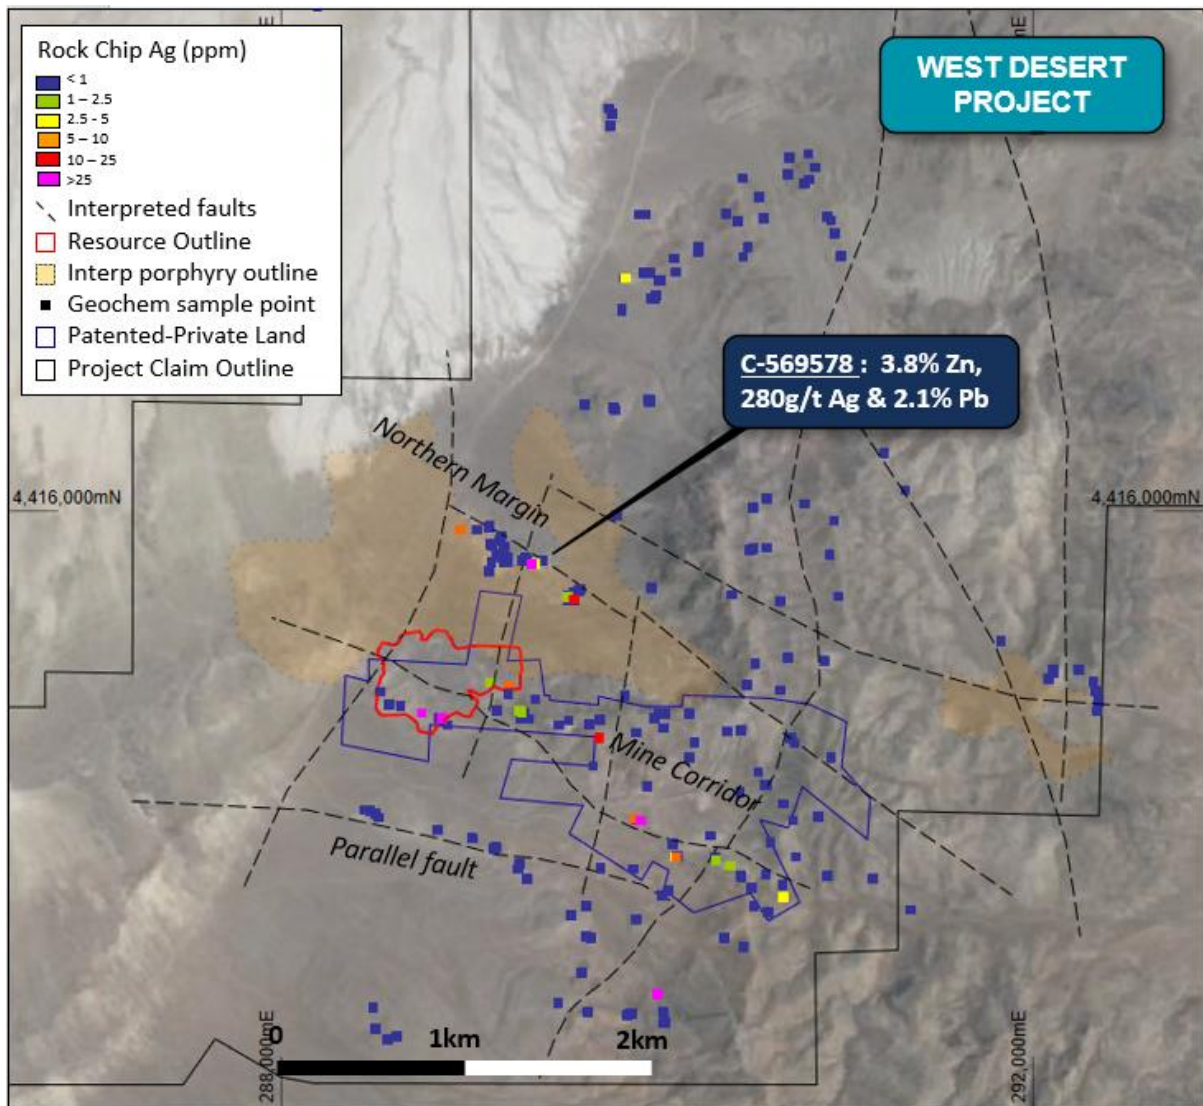 Rock Chip Ag (ppm)
< 1
1 – 2.5
2.5 - 5
5 – 10
10 – 25
>25
Interpreted faults
Resource Outline
Interp porphyry outline
Geochem sample point
Patented-Private Land
Project Claim Outline
WEST DESERT
PROJECT
C-569578 : 3.8% Zn,
280g/t Ag & 2.1% Pb
Northern Margin
4,416,000mN
4,416,000mN
Mine Corridor
Parallel fault
0
1km
2km
288,000mE
292,000mE